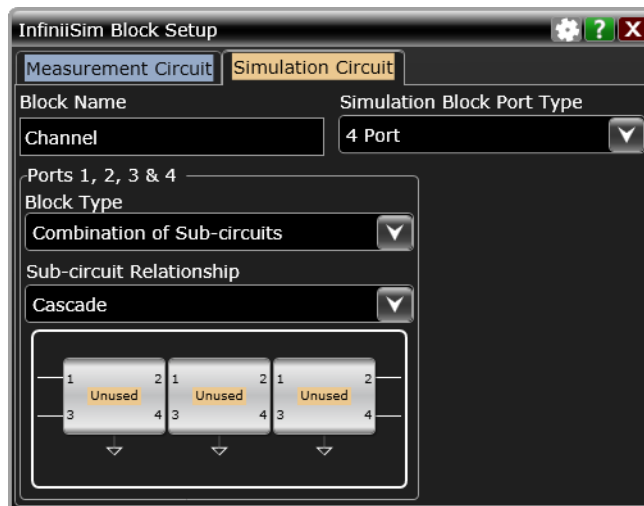 InfiniiSim Block Setup ? X
Measurement Circuit Simulation Circuit
Block Name Simulation Block Port Type
Channel 4 Port
Ports 1, 2, 3 & 4
Block Type
Combination of Sub-circuits
Sub-circuit Relationship
Cascade
1 2 1 2 1 2
Unused Unused Unused
3 4 3 4 3 4